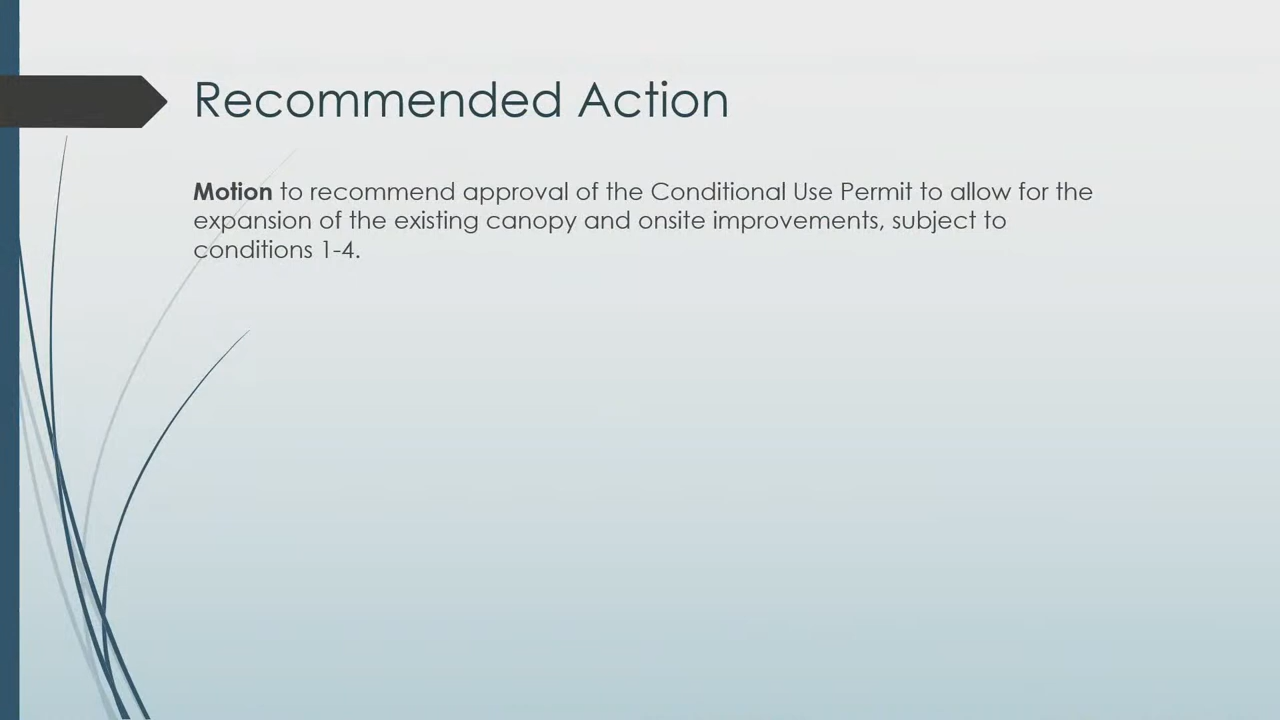 Recommended Action
Motion to recommend approval of the Conditional Use Permit to allow for the
expansion of the existing canopy and onsite improvements, subject to
conditions 1-4.